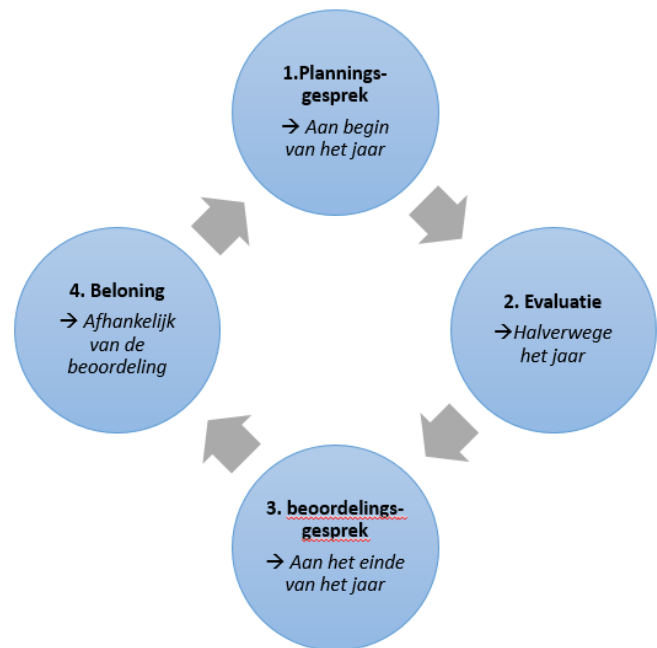 1.Plannings-
gesprek
→ Aan begin
van het jaar
2. Evaluatie
→Halverwege
het jaar
3. beoordelings-
gesprek
→ Aan het einde
van het jaar
4. Beloning
→ Afhankelijk
van de
beoordeling